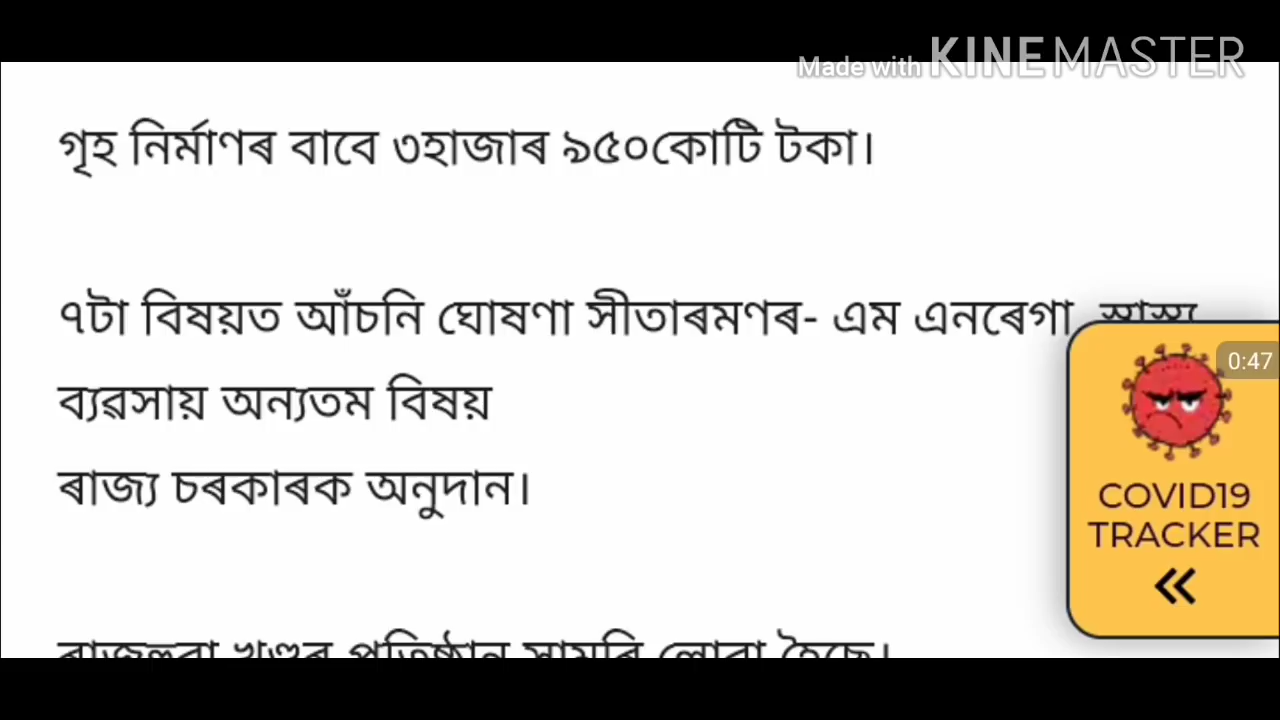 Made with KINEMASTER
গৃহ নিৰ্মাণৰ বাবে ৩হাজাৰ ৯৫০কোটি টকা।
৭টা বিষয়ত আঁচনি ঘোষণা সীতাৰমণৰ- এম এনৰেগা
ব্যৱসায় অন্যতম বিষয়
ৰাজ্য চৰকাৰক অনুদান।
0:47
COVID19
TRACKER